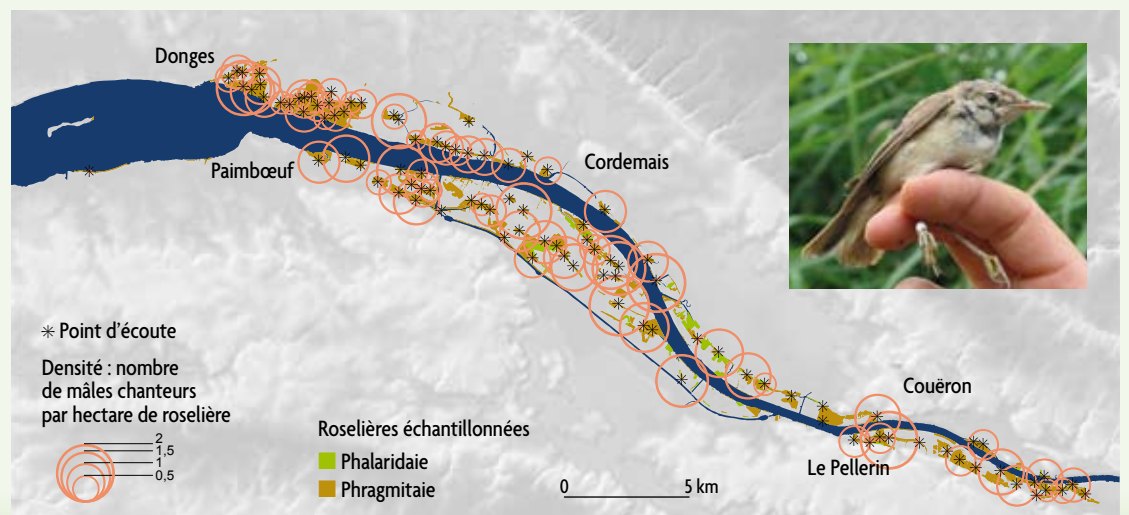 Donges
Paimbœuf
Cordemais
Couëron
Le Pellerin
Point d'écoute
Densité : nombre
de mâles chanteurs
par hectare de roselière
2
1,5
1
0,5
Roselières échantillonnées
Phalaridaie
Phragmitaie
0 5 km